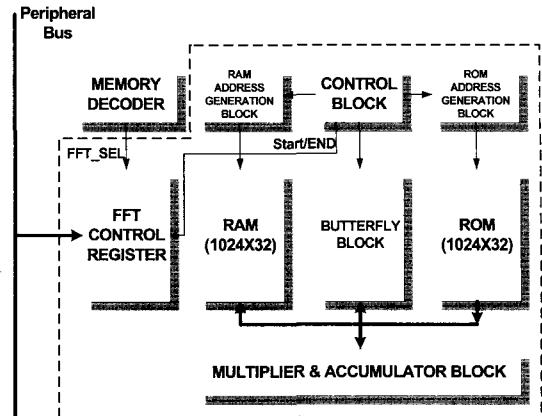 Peripheral
Bus
MEMORY
DECODER
RAM
ADDRESS
GENERATION
BLOCK
CONTROL
BLOCK
ROM
ADDRESS
GENERATION
BLOCK
FFT_SEL
Start/END
FFT
CONTROL
REGISTER
RAM
(1024X32)
BUTTERFLY
BLOCK
ROM
(1024X32)
MULTIPLIER & ACCUMULATOR BLOCK